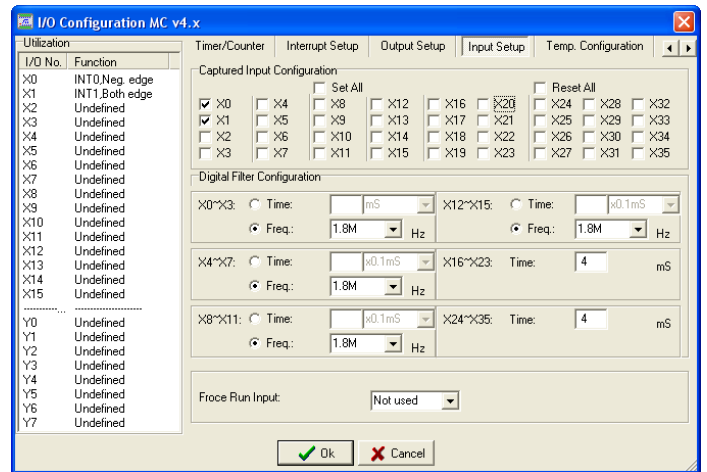 I/O Configuration MC v4.x
Utilization
I/O No. Function
X0 INT0,Neg. edge
X1 INT1,Both edge
X2 Undefined
X3 Undefined
X4 Undefined
X5 Undefined
X6 Undefined
X7 Undefined
X8 Undefined
X9 Undefined
X10 Undefined
X11 Undefined
X12 Undefined
X13 Undefined
X14 Undefined
X15 Undefined
-----------... ---------------------
Y0 Undefined
Y1 Undefined
Y2 Undefined
Y3 Undefined
Y4 Undefined
Y5 Undefined
Y6 Undefined
Y7 Undefined
Timer/Counter Interrupt Setup Output Setup Input Setup Temp. Configuration
Captured Input Configuration
Set All Reset All
X0 X4 X8 X12 X16 X20 X24 X28 X32
X1 X5 X9 X13 X17 X21 X25 X29 X33
X2 X6 X10 X14 X18 X22 X26 X30 X34
X3 X7 X11 X15 X19 X23 X27 X31 X35
Digital Filter Configuration
X0~X3: Time: mS X12~X15: Time: x0.1mS
Freq.: 1.8M Hz Freq.: 1.8M Hz
X4~X7: Time: x0.1mS X16~X23: Time: 4 mS
Freq.: 1.8M Hz
X8~X11: Time: x0.1mS X24~X35: Time: 4 mS
Freq.: 1.8M Hz
Froce Run Input: Not used
Ok Cancel